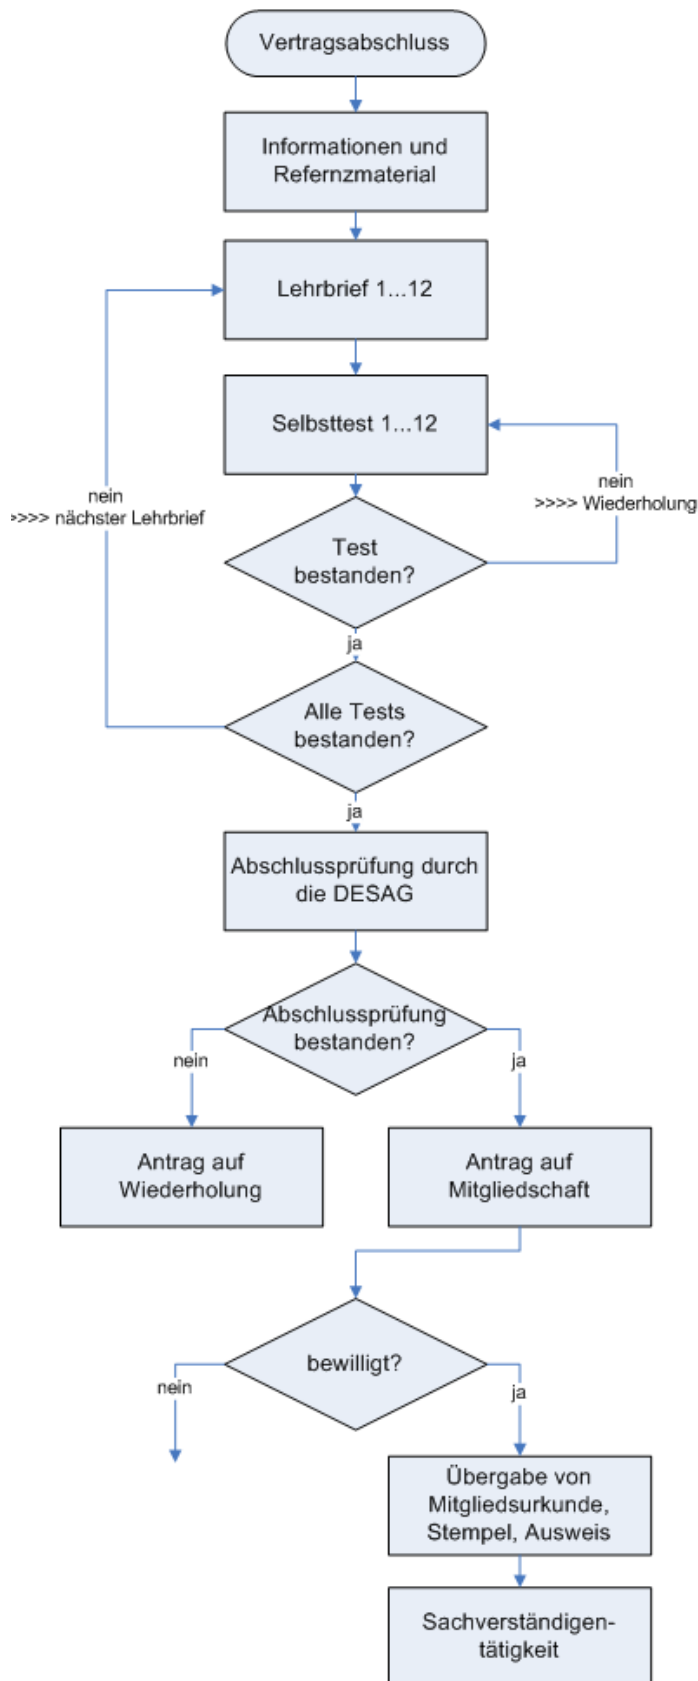 Vertragsabschluss
Informationen und
Refernzmaterial
Lehrbrief 1...12
Selbsttest 1...12
nein
>>>> nächster Lehrbrief
nein
>>>> Wiederholung
Test
bestanden?
ja
Alle Tests
bestanden?
ja
Abschlussprüfung durch
die DESAG
Abschlussprüfung
bestanden?
nein
ja
Antrag auf
Wiederholung
Antrag auf
Mitgliedschaft
bewilligt?
nein
ja
Übergabe von
Mitgliedsurkunde,
Stempel, Ausweis
Sachverständigen-
tätigkeit